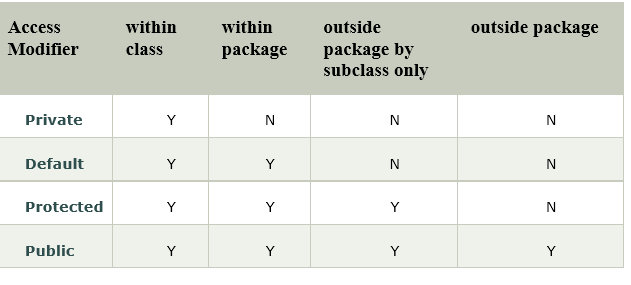 Access Modifier within class within package outside package by subclass only outside package
Private Y N N N
Default Y Y N N
Protected Y Y Y N
Public Y Y Y Y